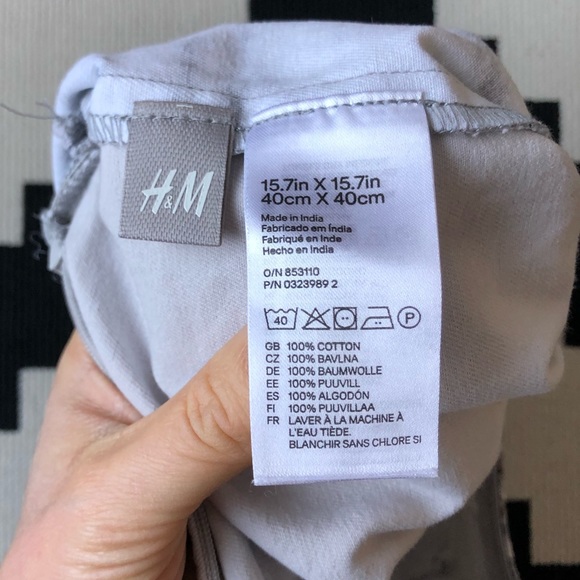 H&M
15.7in X 15.7in
40cm X 40cm
Made in India
Fabricado em Índia
Fabriqué en Inde
Hecho en India
O/N 853110
P/N 0323989 2
40 P
GB 100% COTTON
CZ 100% BAVLNA
DE 100% BAUMWOLLE
EE 100% PUUVILL
ES 100% ALGODÓN
FI 100% PUUVILLAA
FR LAVER À LA MACHINE À
L'EAU TIÈDE.
BLANCHIR SANS CHLORE SI